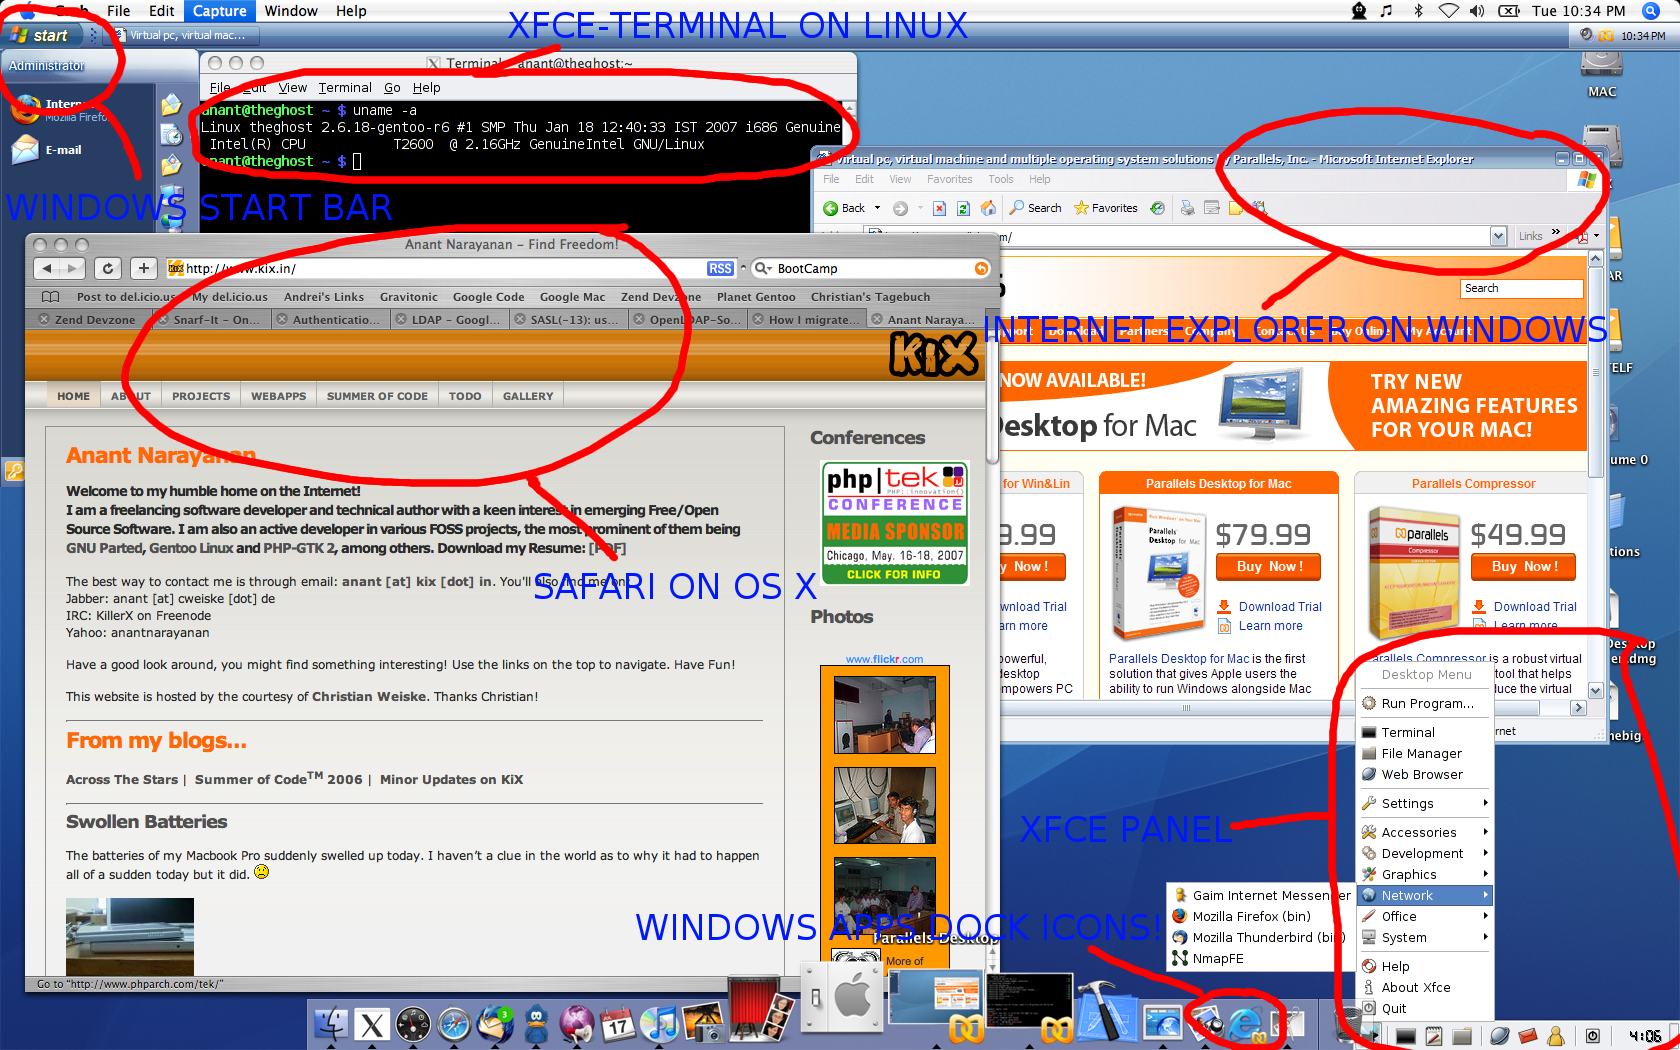 Grab File Edit Capture Window Help
Tue 10:34 PM
start
Virtual pc, virtual mac...
10:34 PM
XFCE-TERMINAL ON LINUX
Administrator
Mozilla Firefox
E-mail
WINDOWS START BAR
Terminal - anant@theghost:~
File Edit View Terminal Go Help
anant@theghost ~ $ uname -a
Linux theghost 2.6.18-gentoo-r6 #1 SMP Thu Jan 18 12:40:33 IST 2007 i686 Genuine
Intel(R) CPU T2600 @ 2.16GHz GenuineIntel GNU/Linux
anant@theghost ~ $
MAC
Virtual pc, virtual machine and multiple operating system solutions by Parallels, Inc. - Microsoft Internet Explorer
File Edit View Favorites Tools Help
Back Search Favorites
Links
Search
INTERNET EXPLORER ON WINDOWS
Download Partners Company Contact Us Buy Online My Account
NOW AVAILABLE!
Desktop for Mac
TRY NEW
AMAZING FEATURES
FOR YOUR MAC!
for Win&Lin
Parallels Desktop for Mac
Parallels Compressor
9.99
$79.99
$49.99
Buy Now!
Buy Now!
Buy Now!
Download Trial
Learn more
Download Trial
Learn more
Parallels Desktop for Mac is the first
solution that gives Apple users the
ability to run Windows alongside Mac
Parallels Compressor is a robust virtual
tool that helps
duce the virtual
powerful,
desktop
mpowers PC
Anant Narayanan – Find Freedom!
http://www.kix.in/
RSS
BootCamp
Post to del.icio.us My del.icio.us Andrei's Links Gravitonic Google Code Google Mac Zend Devzone Planet Gentoo Christian's Tagebuch
Zend Devzone Snarf-It – On... Authenticatio... LDAP – Googl... SASL(-13): us... OpenLDAP-So... How I migrate... Anant Naraya...
KiX
HOME ABOUT PROJECTS WEBAPPS SUMMER OF CODE TODO GALLERY
Anant Narayanan
Welcome to my humble home on the Internet!
I am a freelancing software developer and technical author with a keen interest in emerging Free/Open
Source Software. I am also an active developer in various FOSS projects, the most prominent of them being
GNU Parted, Gentoo Linux and PHP-GTK 2, among others. Download my Resume: [PDF]
The best way to contact me is through email: anant [at] kix [dot] in. You'll also find me on:
Jabber: anant [at] cweiske [dot] de
IRC: KillerX on Freenode
Yahoo: anantnarayanan
SAFARI ON OS X
Have a good look around, you might find something interesting! Use the links on the top to navigate. Have Fun!
This website is hosted by the courtesy of Christian Weiske. Thanks Christian!
From my blogs...
Across The Stars | Summer of Code™ 2006 | Minor Updates on KiX
Swollen Batteries
The batteries of my Macbook Pro suddenly swelled up today. I haven't a clue in the world as to why it had to happen
all of a sudden today but it did.
Conferences
php|tek
PHP::innovation()
CONFERENCE
MEDIA SPONSOR
Chicago, May. 16-18, 2007
CLICK FOR INFO
Photos
www.flickr.com
More of
Parallels Desktop
Go to "http://www.phparch.com/tek/"
XFCE PANEL
WINDOWS APPS DOCK ICONS!
Desktop Menu
Run Program...
Terminal
File Manager
Web Browser
Settings
Accessories
Development
Graphics
Network
Office
System
Help
About Xfce
Quit
Gaim Internet Messenger
Mozilla Firefox (bin)
Mozilla Thunderbird (bin)
NmapFE
17
3
4:06